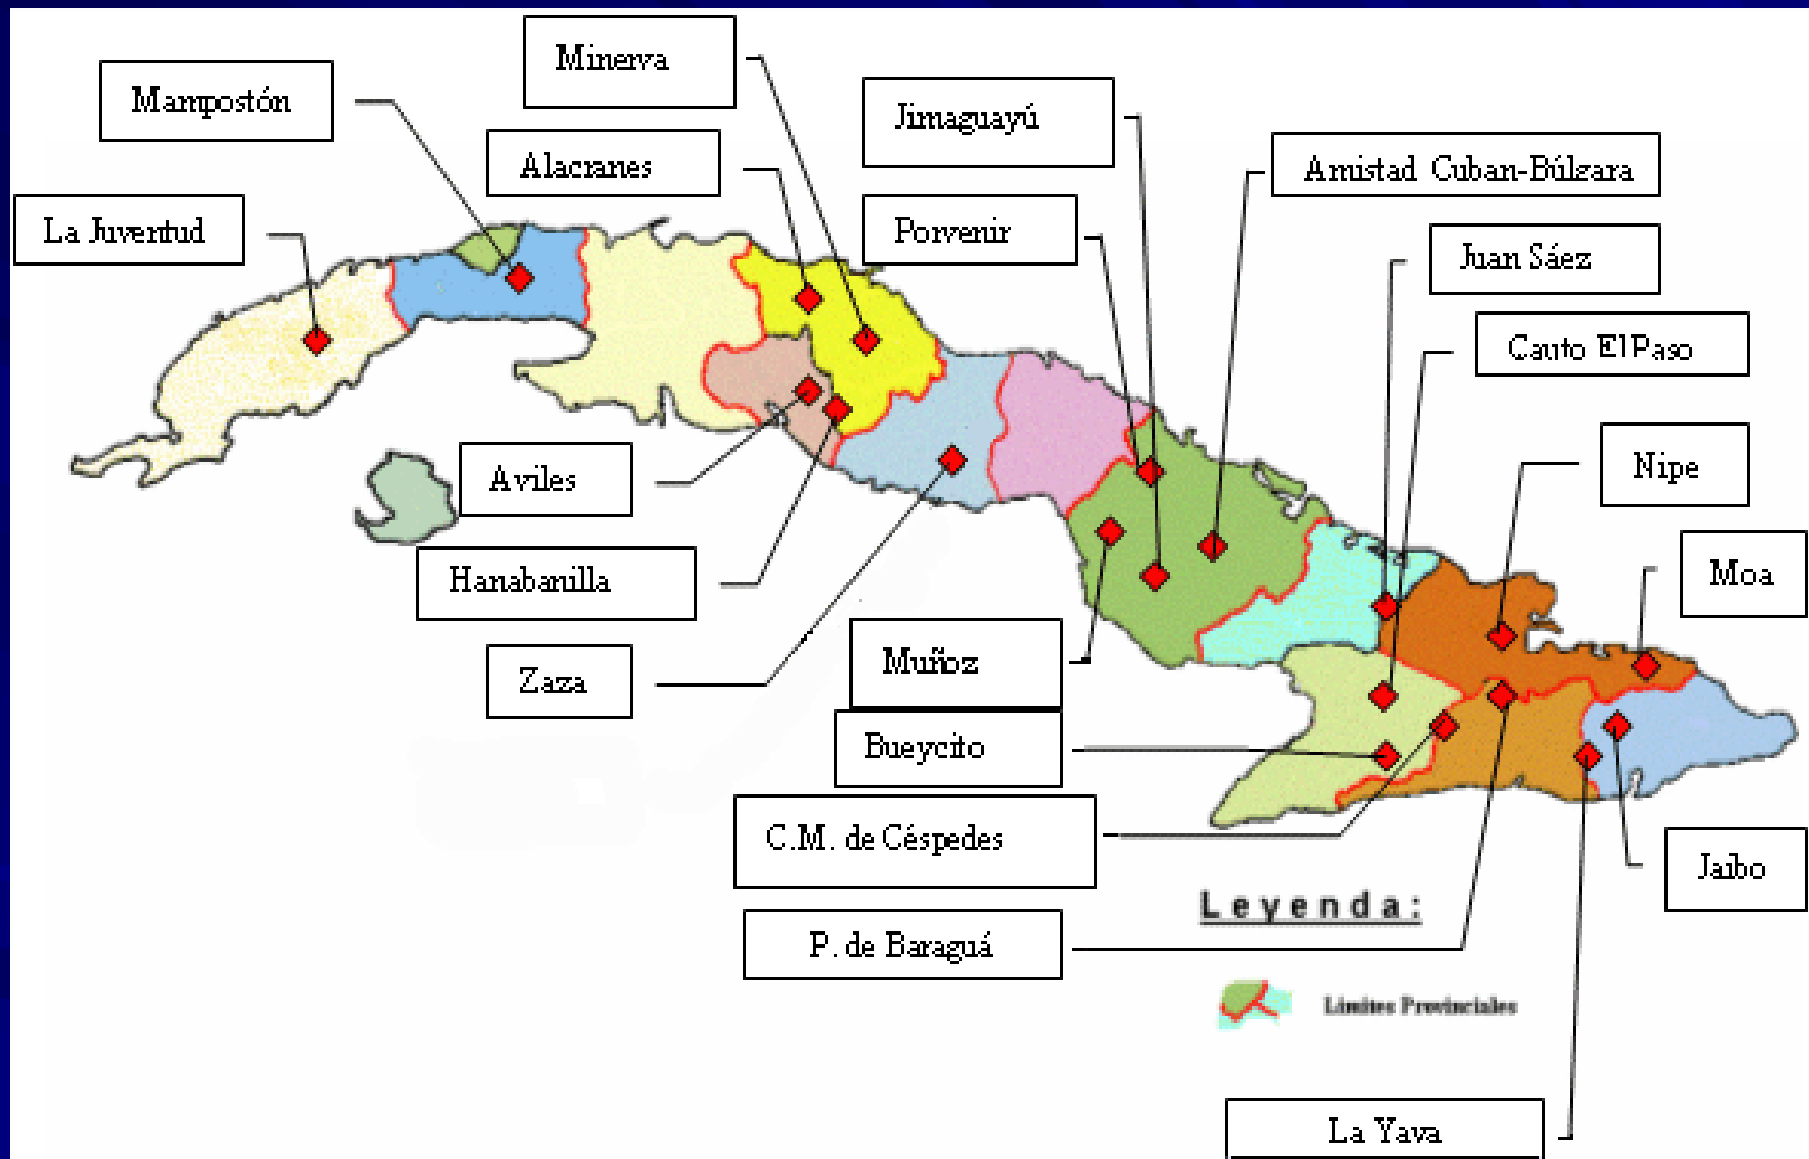 Minerva
Mampostón
Jimaguayú
Alacranes
Amistad Cuban-Búlgara
La Juventud
Porvenir
Juan Sáez
Cauto El Paso
Aviles
Nipe
Hanabanilla
Moa
Zaza
Muñoz
Bueycito
C.M. de Céspedes
Jaibo
Leyenda:
P. de Baraguá
Límites Provinciales
La Yaya